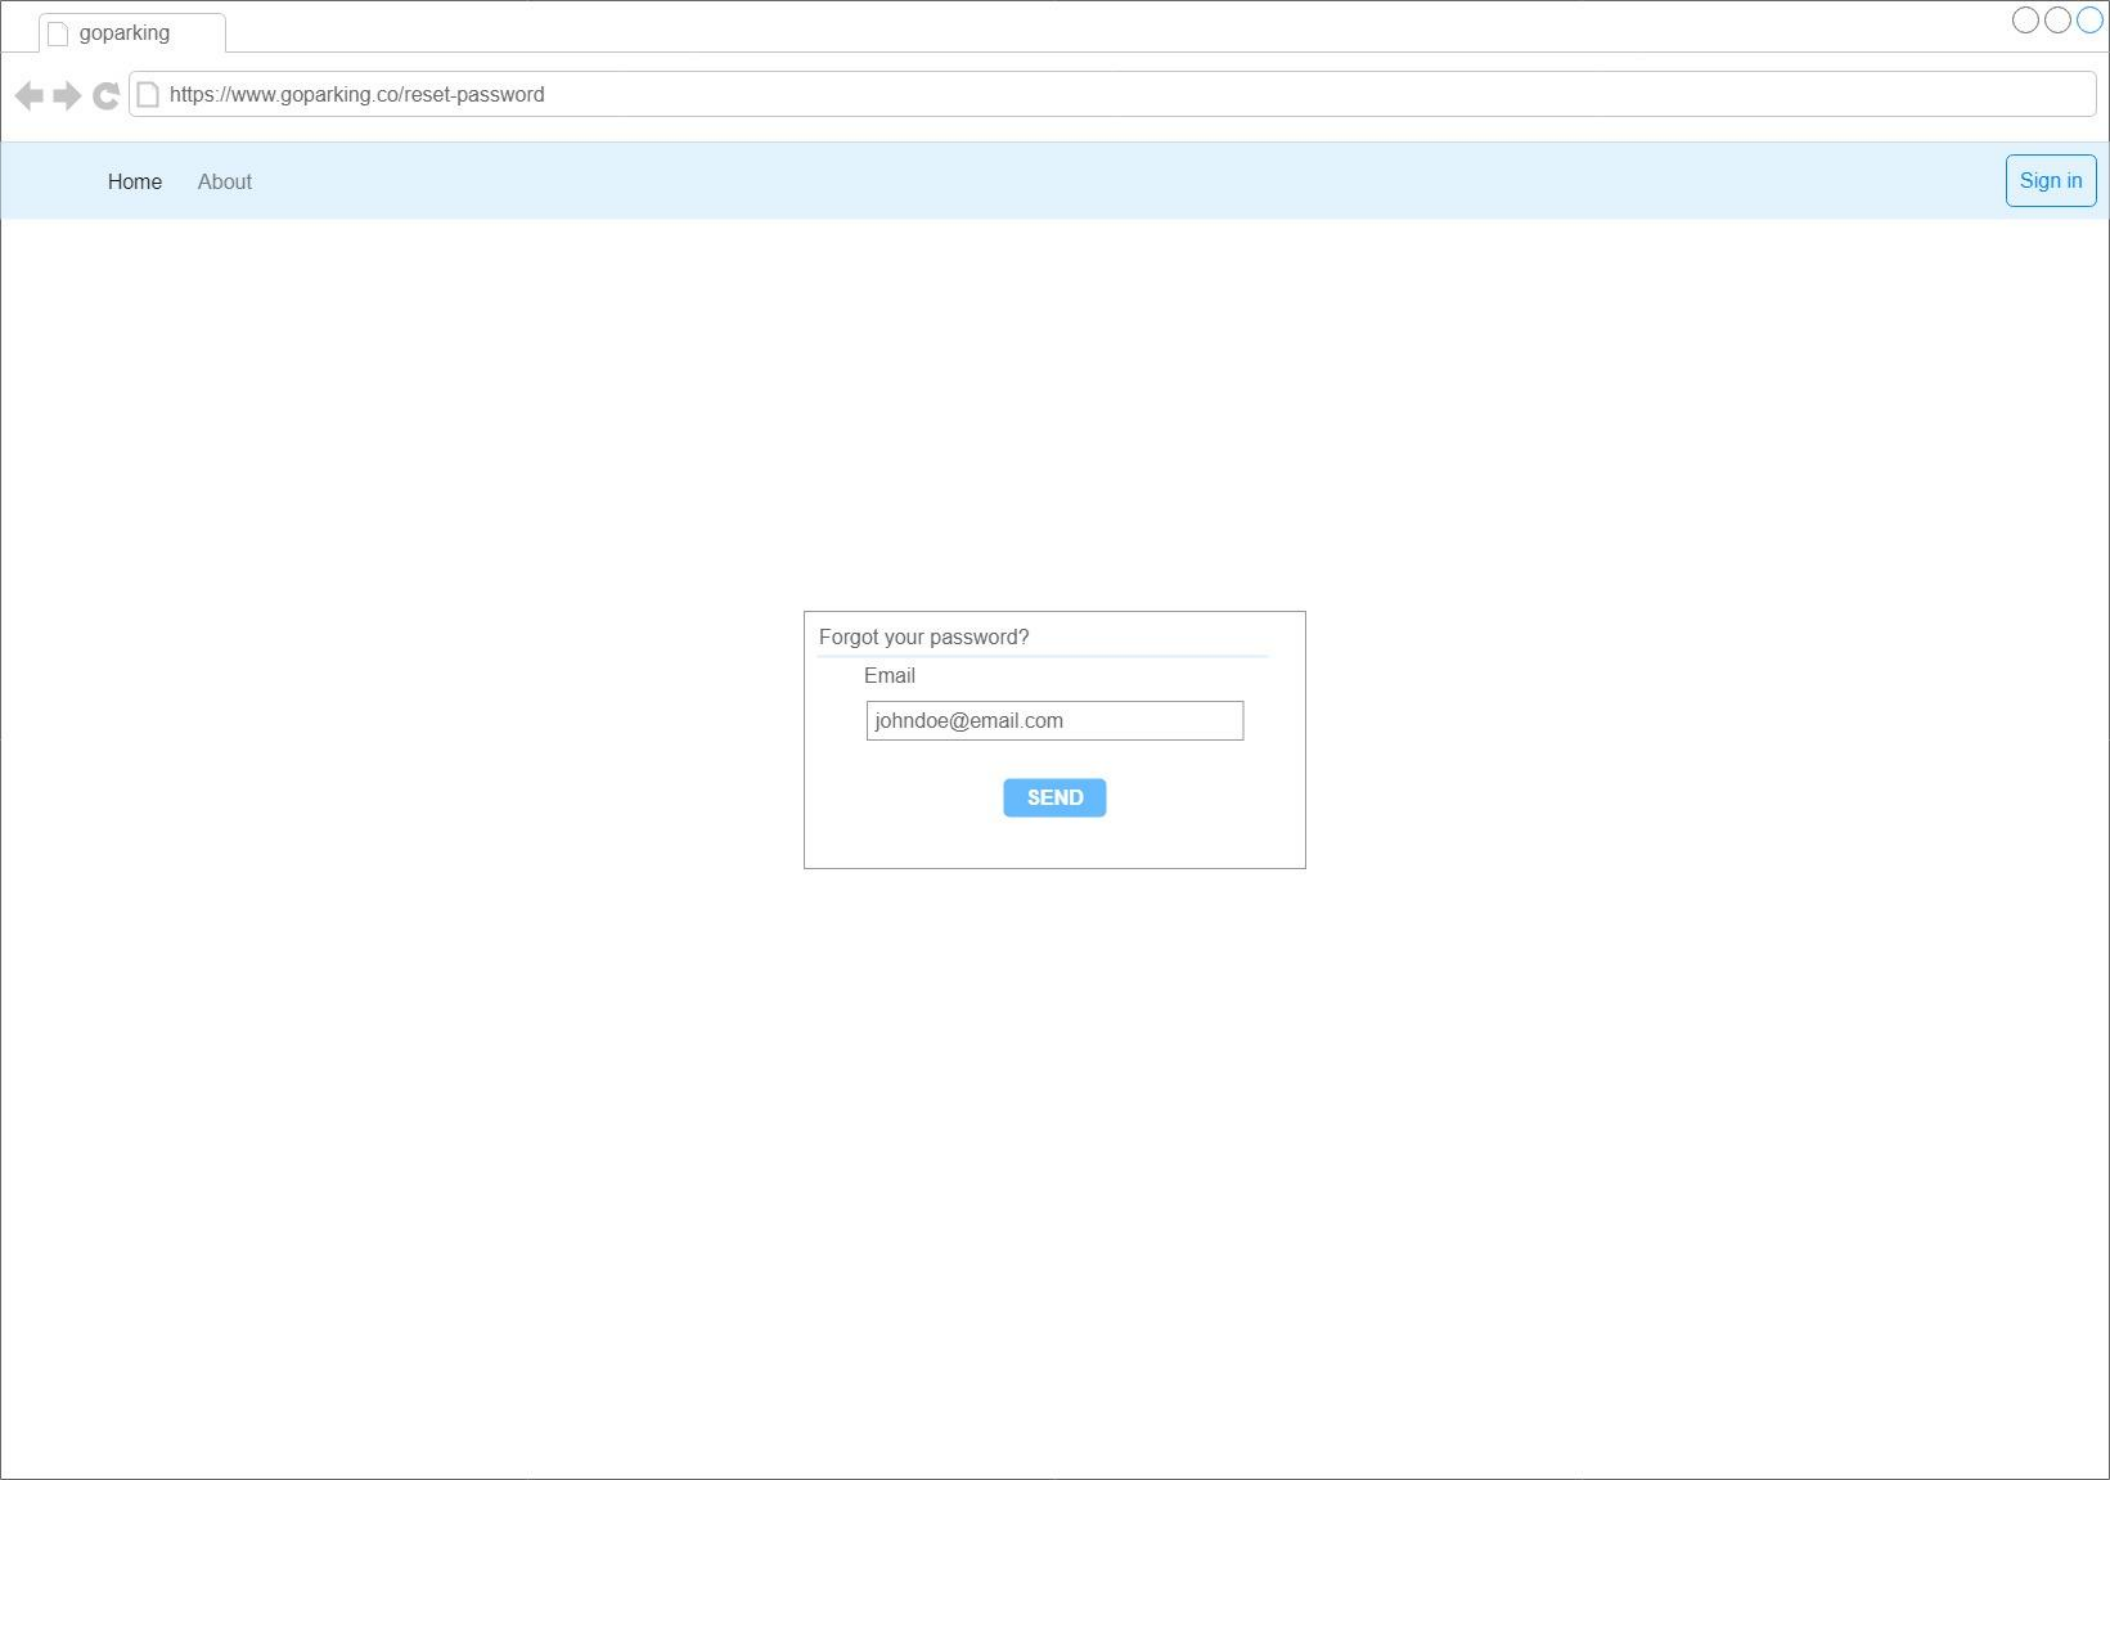 goparking
https://www.goparking.co/reset-password
Home About Sign in
Forgot your password?
Email
johndoe@email.com
SEND